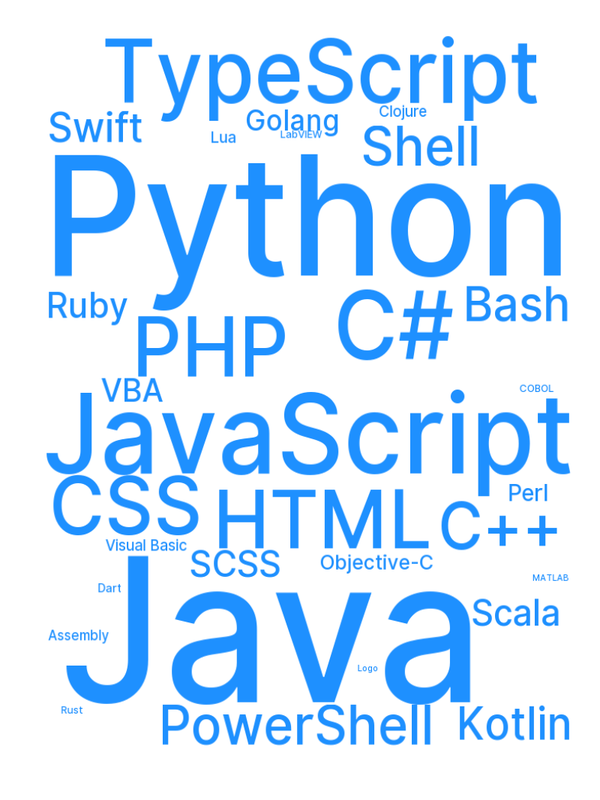 TypeScript
Swift
Lua
Golang
LabVIEW
Clojure
Shell
Python
Ruby
PHP
C#
Bash
VBA
JavaScript
COBOL
CSS
HTML
C++
Perl
Visual Basic
SCSS
Objective-C
MATLAB
Dart
Java
Scala
Assembly
Logo
Rust
PowerShell
Kotlin